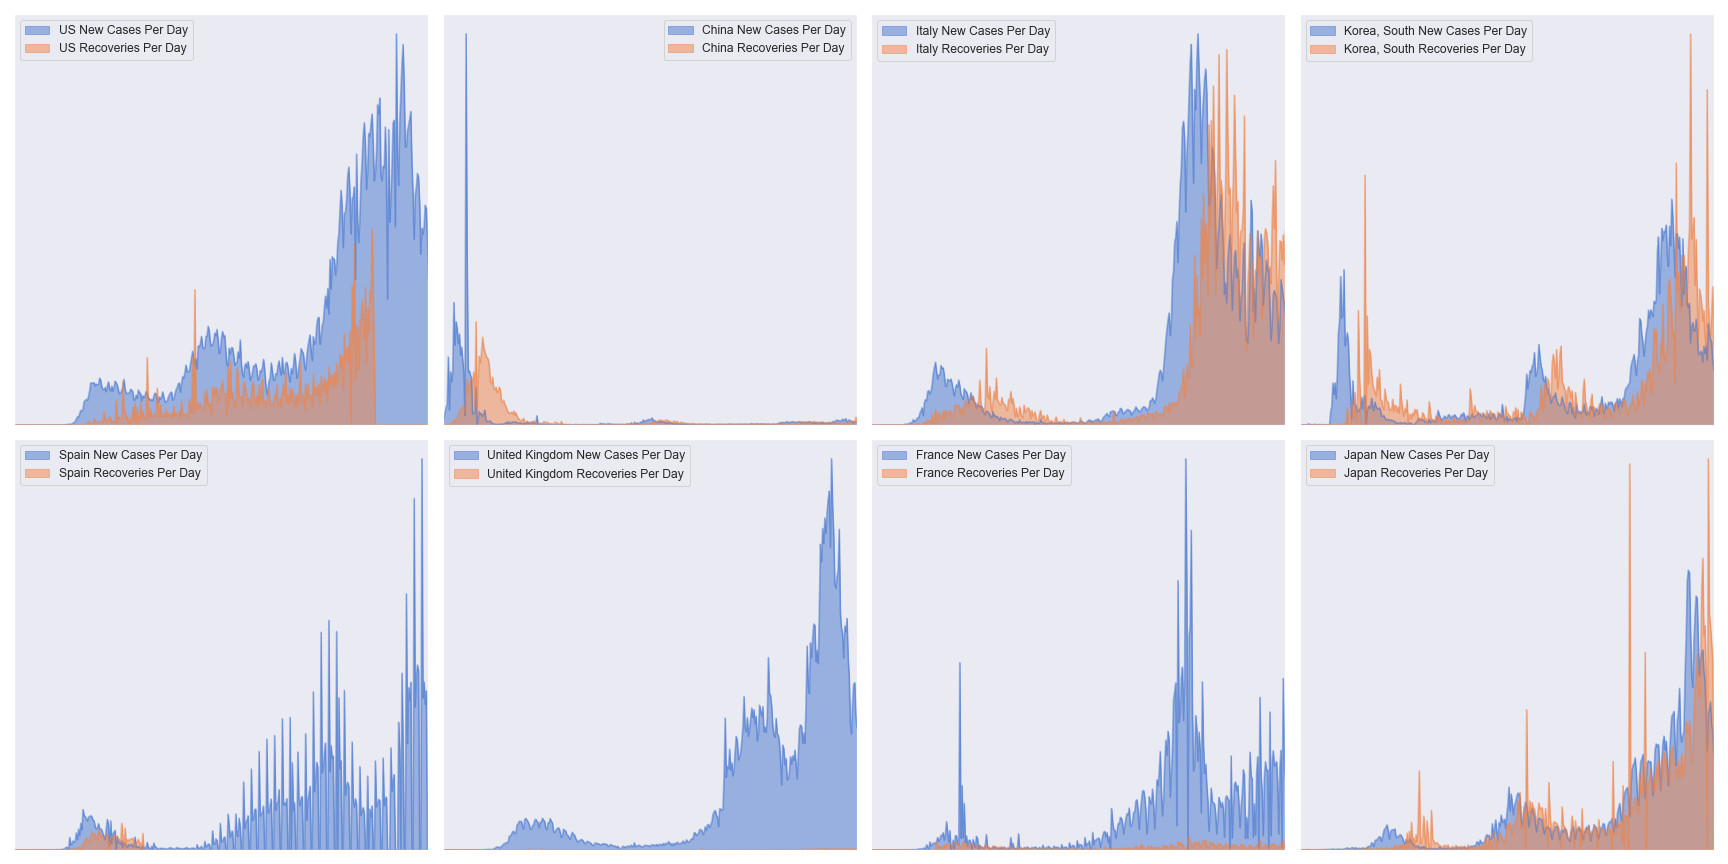 US New Cases Per Day
US Recoveries Per Day
China New Cases Per Day
China Recoveries Per Day
Italy New Cases Per Day
Italy Recoveries Per Day
Korea, South New Cases Per Day
Korea, South Recoveries Per Day
Spain New Cases Per Day
Spain Recoveries Per Day
United Kingdom New Cases Per Day
United Kingdom Recoveries Per Day
France New Cases Per Day
France Recoveries Per Day
Japan New Cases Per Day
Japan Recoveries Per Day